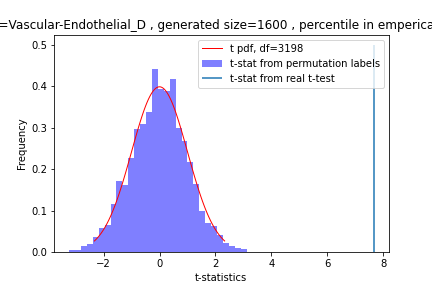 =Vascular-Endothelial_D , generated size=1600 , percentile in emperica
t pdf, df=3198
t-stat from permutation labels
t-stat from real t-test
0.5
0.4
0.3
0.2
0.1
0.0
Frequency
−2 0 2 4 6 8
t-statistics